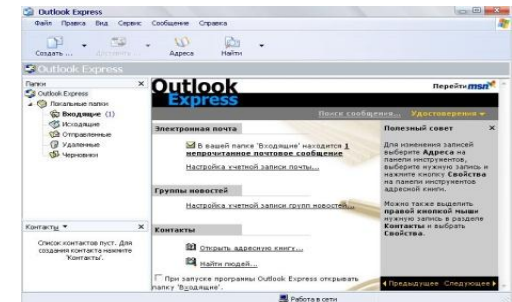 Outlook Express
Файл Правка Вид Сервис Сообщение Справка
Создать ... Адреса Найти
Outlook Express
Папки ×
Outlook Express
Локальные папки
Входящие (1)
Исходящие
Отправленные
Удаленные
Черновики
Контакты ×
Список контактов пуст. Для
создания контакта нажмите
"Контакты".
Outlook
Express
Перейти msn
Поиск сообщения... Удостоверения
Электронная почта
В вашей папке 'Входящие' находится 1
непрочитанное почтовое сообщение
Настройка учетной записи почты...
Группы новостей
Настройка учетной записи групп новостей...
Контакты
Открыть адресную книгу...
Найти людей...
При запуске программы Outlook Express открывать
папку 'Входящие'.
Полезный совет ×
Для изменения записей
выберите Адреса на
панели инструментов,
выберите нужную запись и
нажмите кнопку Свойства
на панели инструментов
адресной книги.
Можно также выделить
правой кнопкой мыши
нужную запись в разделе
Контакты и выбрать
Свойства.
Предыдущее Следующее
Работа в сети